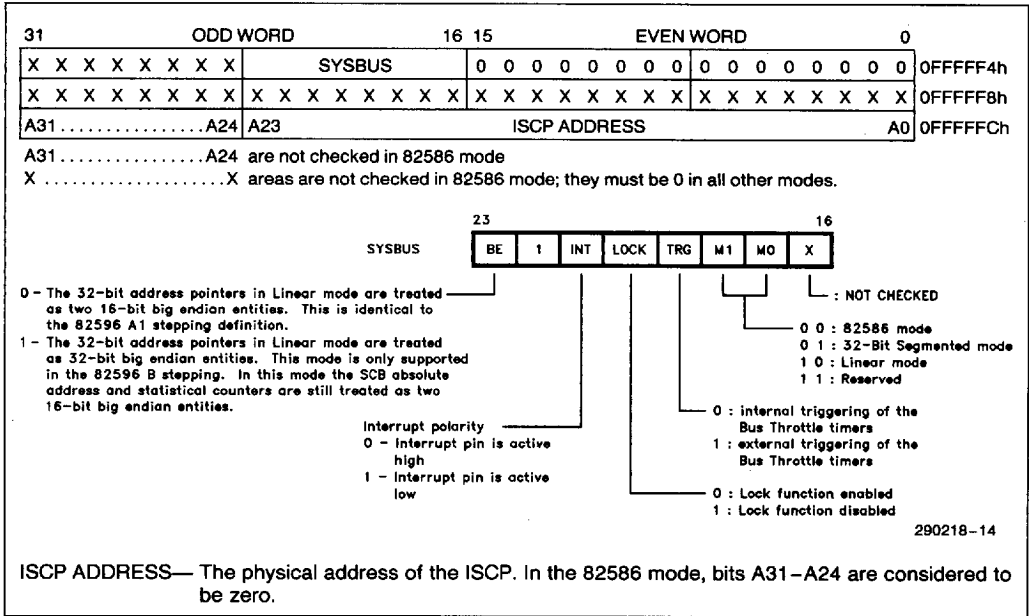 31 ODD WORD 16 15 EVEN WORD 0
X X X X X X X X SYSBUS 0 0 0 0 0 0 0 0 0 0 0 0 0 0 0 0 0FFFFF4h
X X X X X X X X X X X X X X X X X X X X X X X X X X X X X X X X 0FFFFF8h
A31................A24 A23 ISCP ADDRESS A0 0FFFFFCh
A31................A24 are not checked in 82586 mode
X ...................X areas are not checked in 82586 mode; they must be 0 in all other modes.
23 16
SYSBUS BE 1 INT LOCK TRG M1 M0 X
0 – The 32-bit address pointers in Linear mode are treated
as two 16-bit big endian entities. This is identical to
the 82596 A1 stepping definition.
1 – The 32-bit address pointers in Linear mode are treated
as 32-bit big endian entities. This mode is only supported
in the 82596 B stepping. In this mode the SCB absolute
address and statistical counters are still treated as two
16-bit big endian entities.
Interrupt polarity
0 – Interrupt pin is active
high
1 – Interrupt pin is active
low
: NOT CHECKED
0 0 : 82586 mode
0 1 : 32-Bit Segmented mode
1 0 : Linear mode
1 1 : Reserved
0 : internal triggering of the
Bus Throttle timers
1 : external triggering of the
Bus Throttle timers
0 : Lock function enabled
1 : Lock function disabled
290218–14
ISCP ADDRESS— The physical address of the ISCP. In the 82586 mode, bits A31–A24 are considered to
be zero.